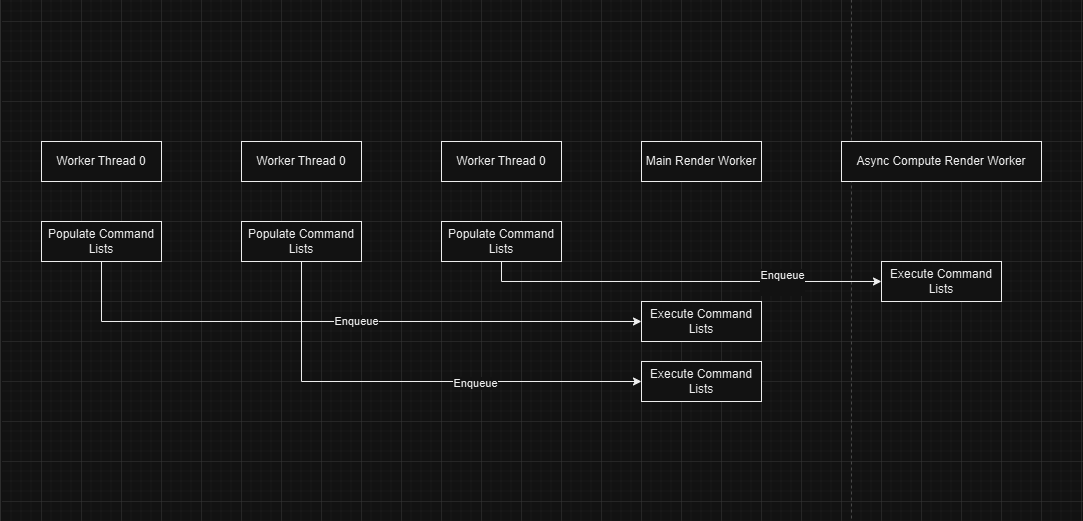 Worker Thread 0
Worker Thread 0
Worker Thread 0
Main Render Worker
Async Compute Render Worker
Populate Command
Lists
Populate Command
Lists
Populate Command
Lists
Enqueue
Execute Command
Lists
Enqueue
Execute Command
Lists
Enqueue
Execute Command
Lists